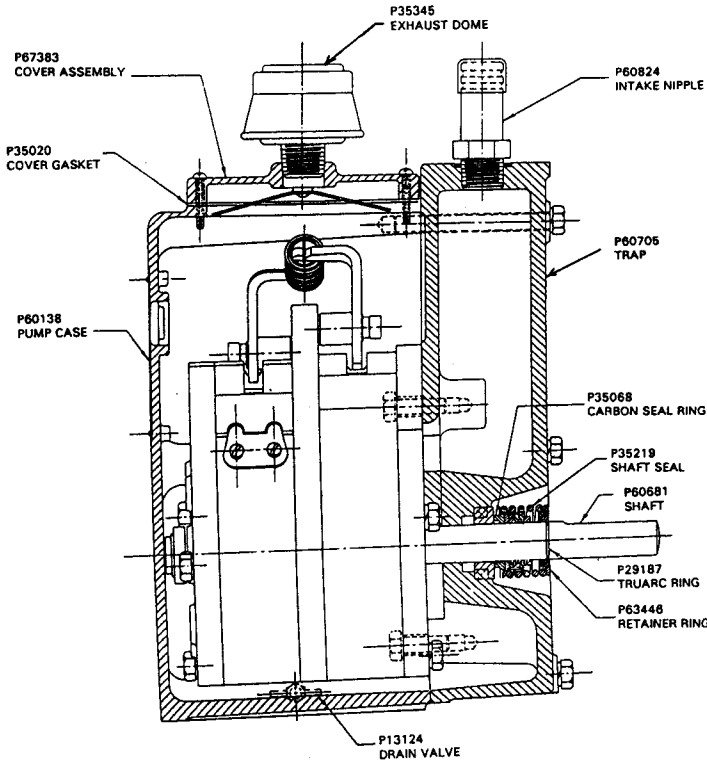 P35345
EXHAUST DOME
P67383
COVER ASSEMBLY
P60824
INTAKE NIPPLE
P35020
COVER GASKET
P60705
TRAP
P60138
PUMP CASE
P35068
CARBON SEAL RING
P35219
SHAFT SEAL
P60681
SHAFT
P29187
TRUARC RING
P63446
RETAINER RING
P13124
DRAIN VALVE